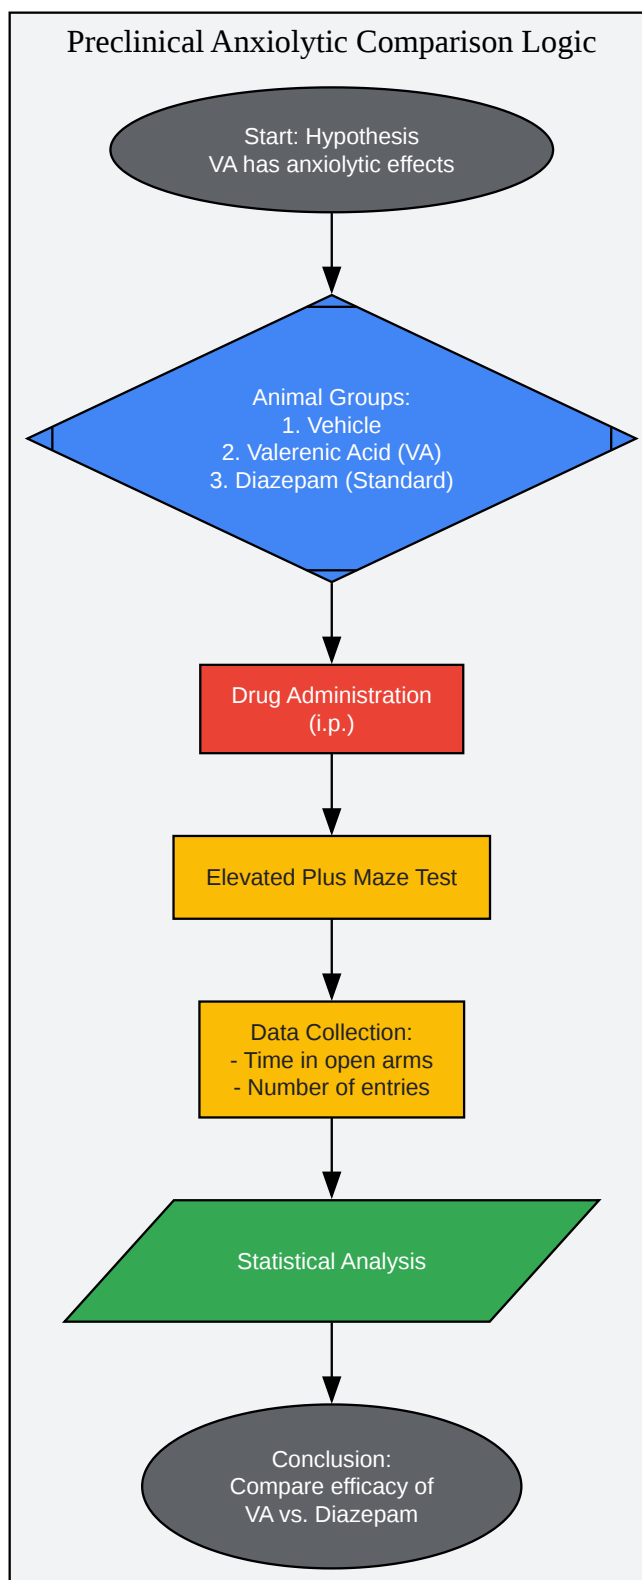 Preclinical Anxiolytic Comparison Logic
Start: Hypothesis
VA has anxiolytic effects
Animal Groups:
1. Vehicle
2. Valerenic Acid (VA)
3. Diazepam (Standard)
Drug Administration
(i.p.)
Elevated Plus Maze Test
Data Collection:
- Time in open arms
- Number of entries
Statistical Analysis
Conclusion:
Compare efficacy of
VA vs. Diazepam